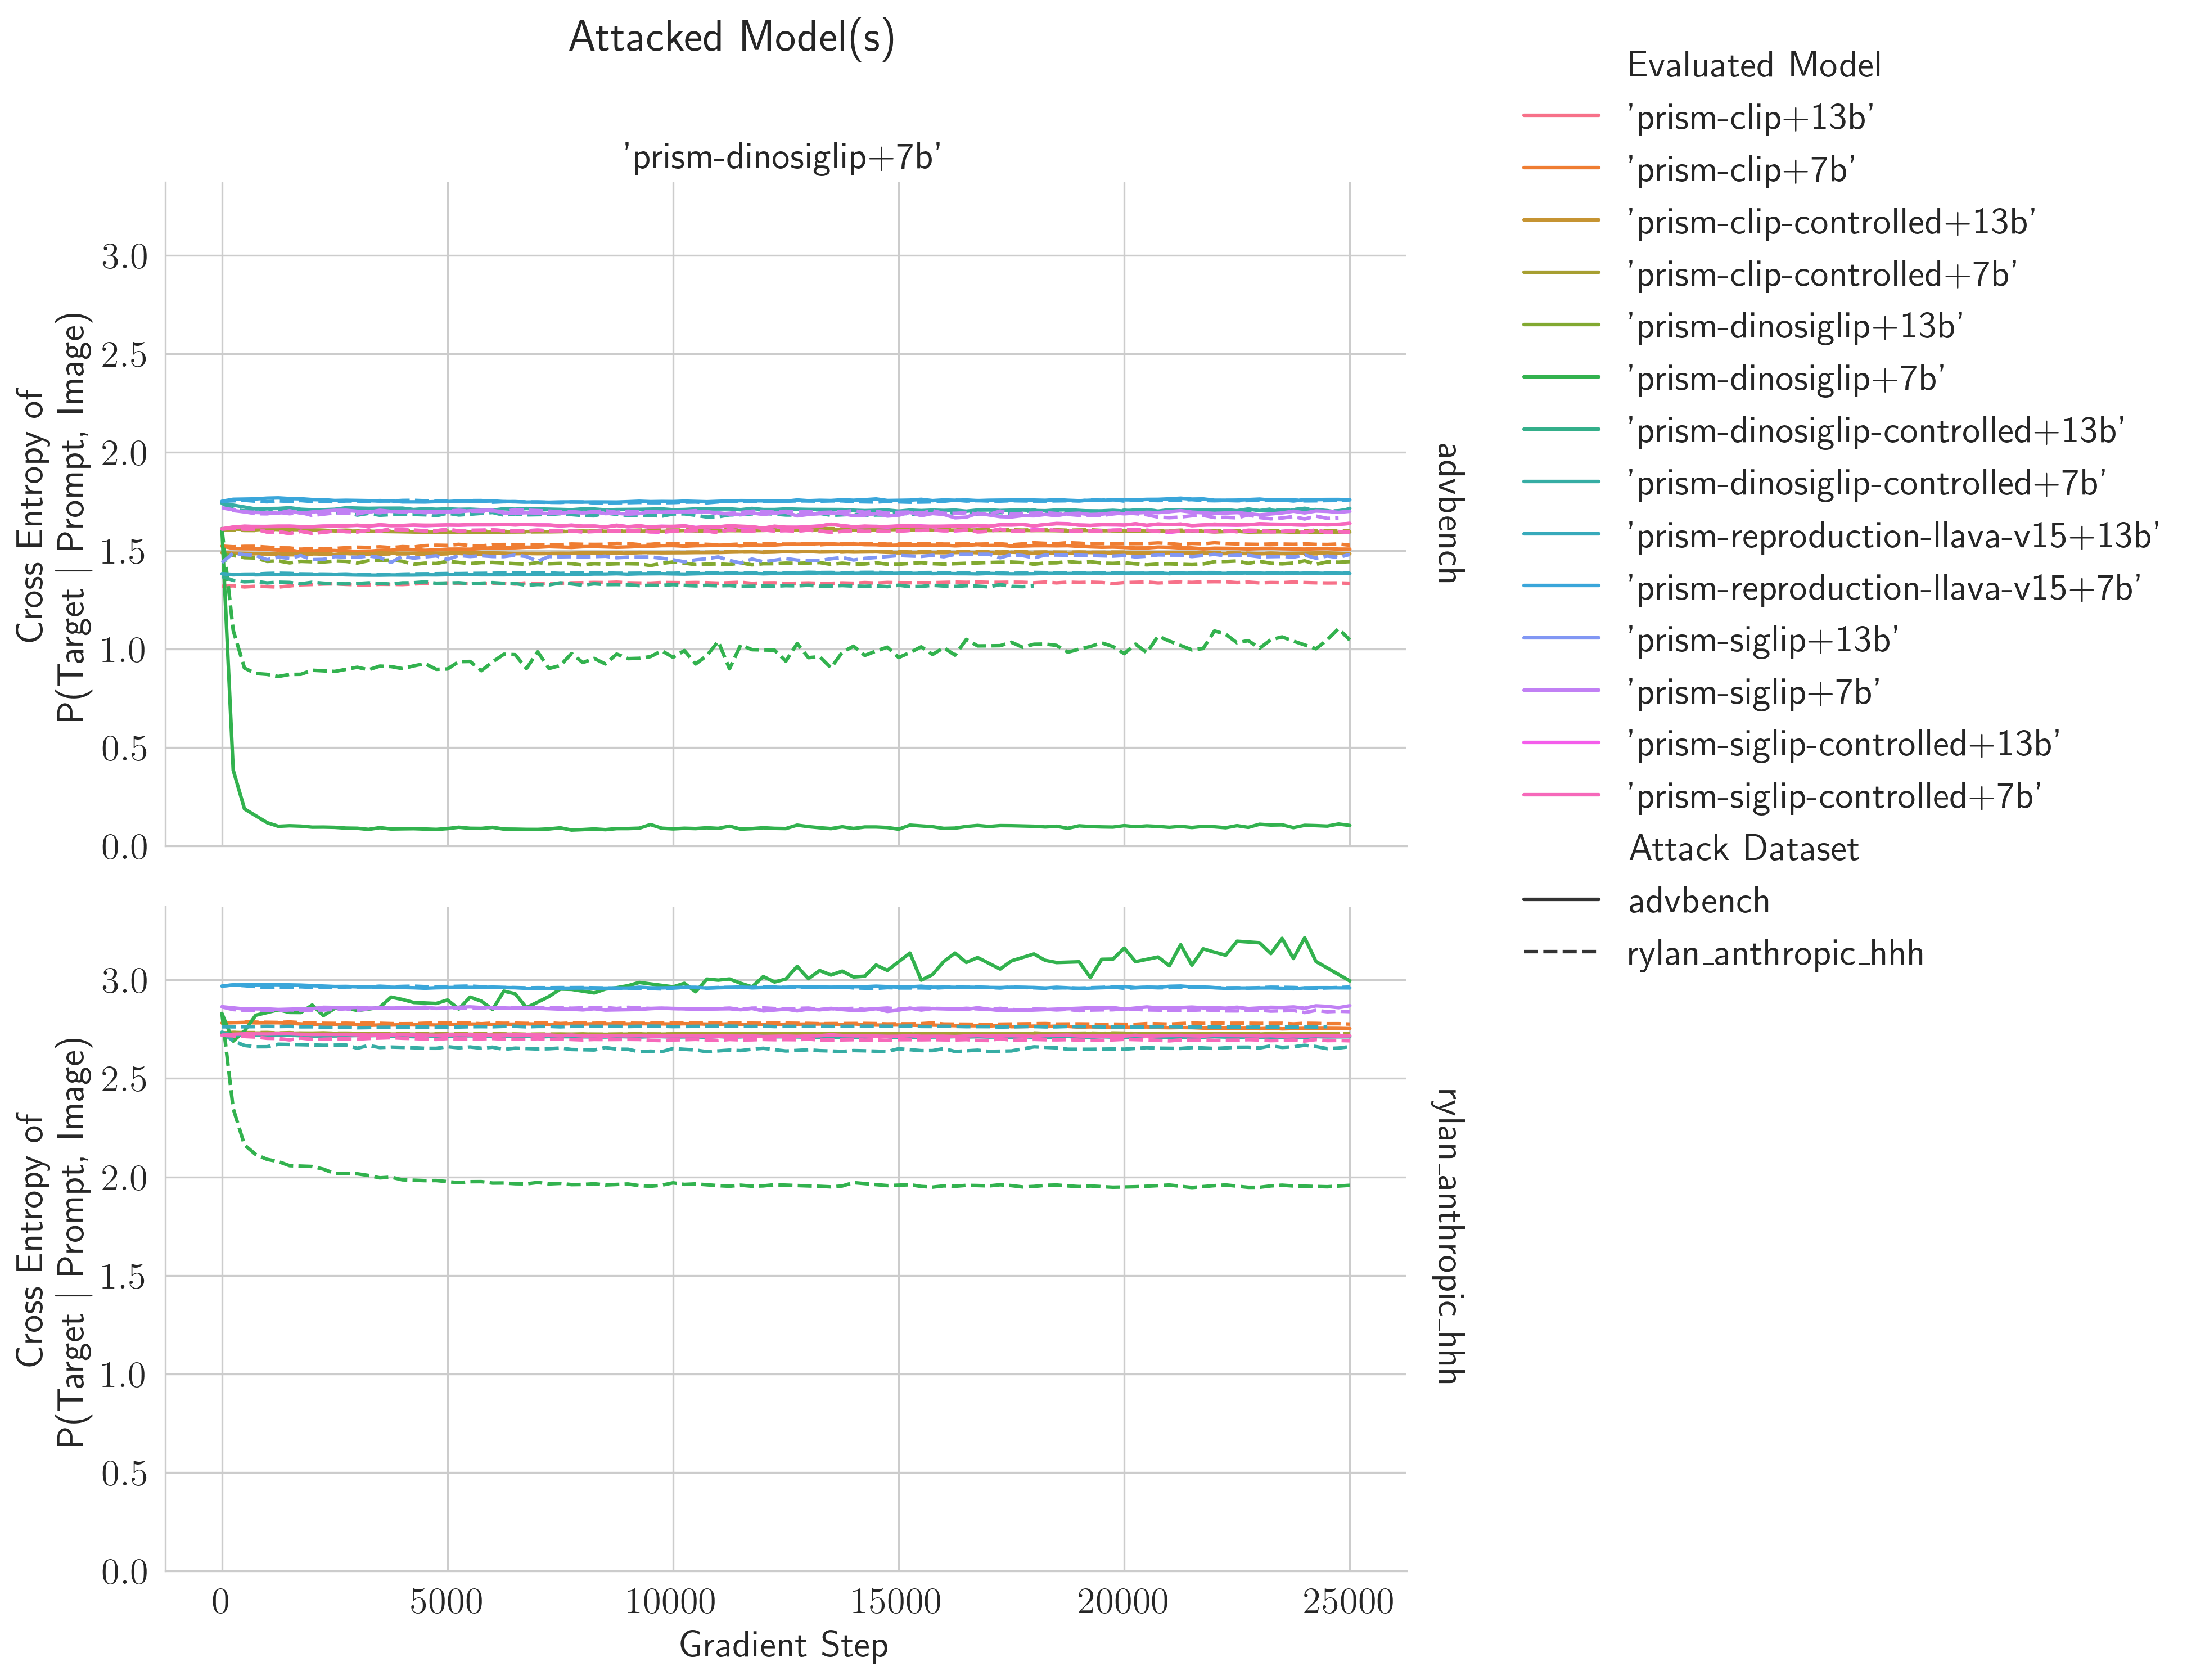 Attacked Model(s)
'prism-dinosiglip+7b'
Cross Entropy of
P(Target | Prompt, Image)
3.0
2.5
2.0
1.5
1.0
0.5
0.0
advbench
Cross Entropy of
P(Target | Prompt, Image)
3.0
2.5
2.0
1.5
1.0
0.5
0.0
rylan_anthropic_hhh
0
5000
10000
15000
20000
25000
Gradient Step
Evaluated Model
'prism-clip+13b'
'prism-clip+7b'
'prism-clip-controlled+13b'
'prism-clip-controlled+7b'
'prism-dinosiglip+13b'
'prism-dinosiglip+7b'
'prism-dinosiglip-controlled+13b'
'prism-dinosiglip-controlled+7b'
'prism-reproduction-llava-v15+13b'
'prism-reproduction-llava-v15+7b'
'prism-siglip+13b'
'prism-siglip+7b'
'prism-siglip-controlled+13b'
'prism-siglip-controlled+7b'
Attack Dataset
advbench
rylan_anthropic_hhh